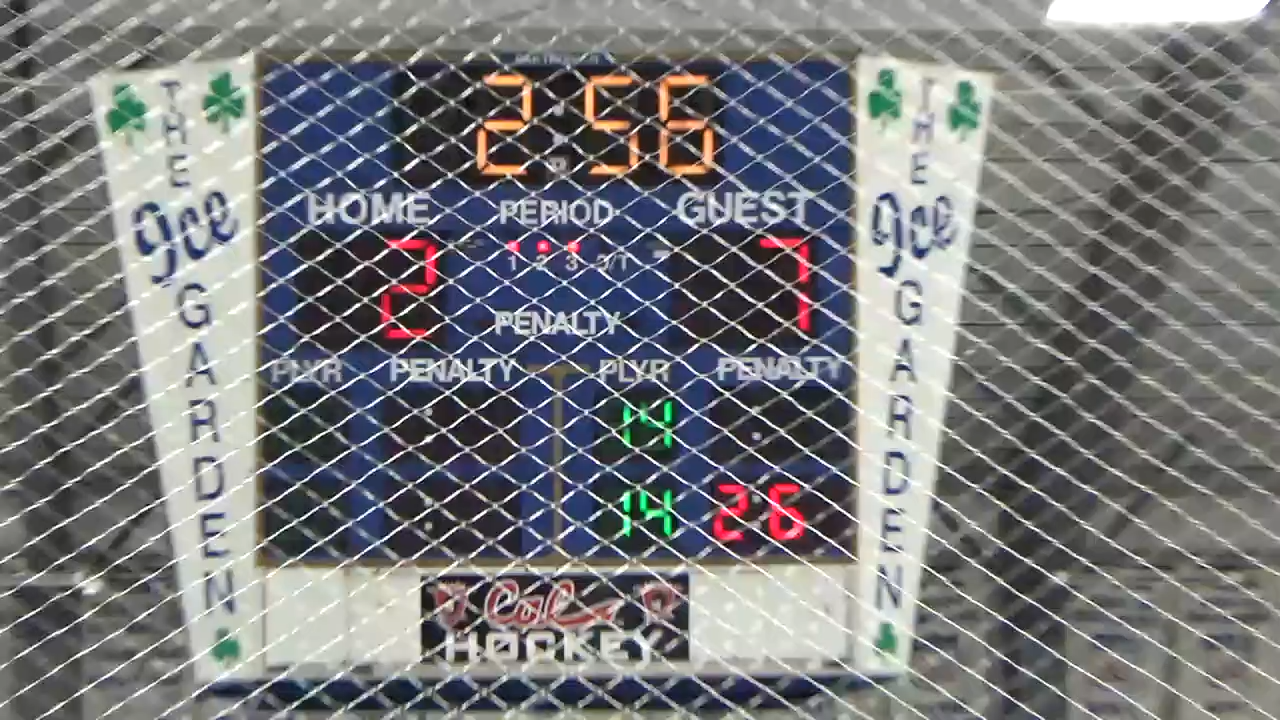 THE
Ice
GARDEN
2:56
HOME PERIOD GUEST
2 7
1 2 3 O/T
PENALTY
PLYR PENALTY PLYR PENALTY
14
14 26
Cal
HOCKEY
THE
Ice
GARDEN